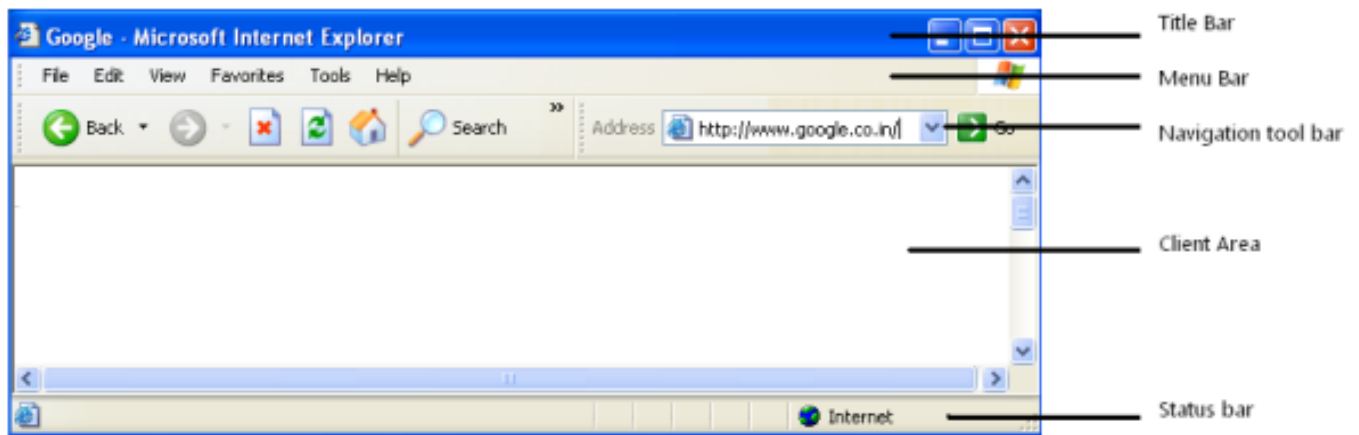 Google - Microsoft Internet Explorer
Title Bar
File Edit View Favorites Tools Help
Menu Bar
Back Search » Address http://www.google.co.in/ Go
Navigation tool bar
Client Area
Internet
Status bar